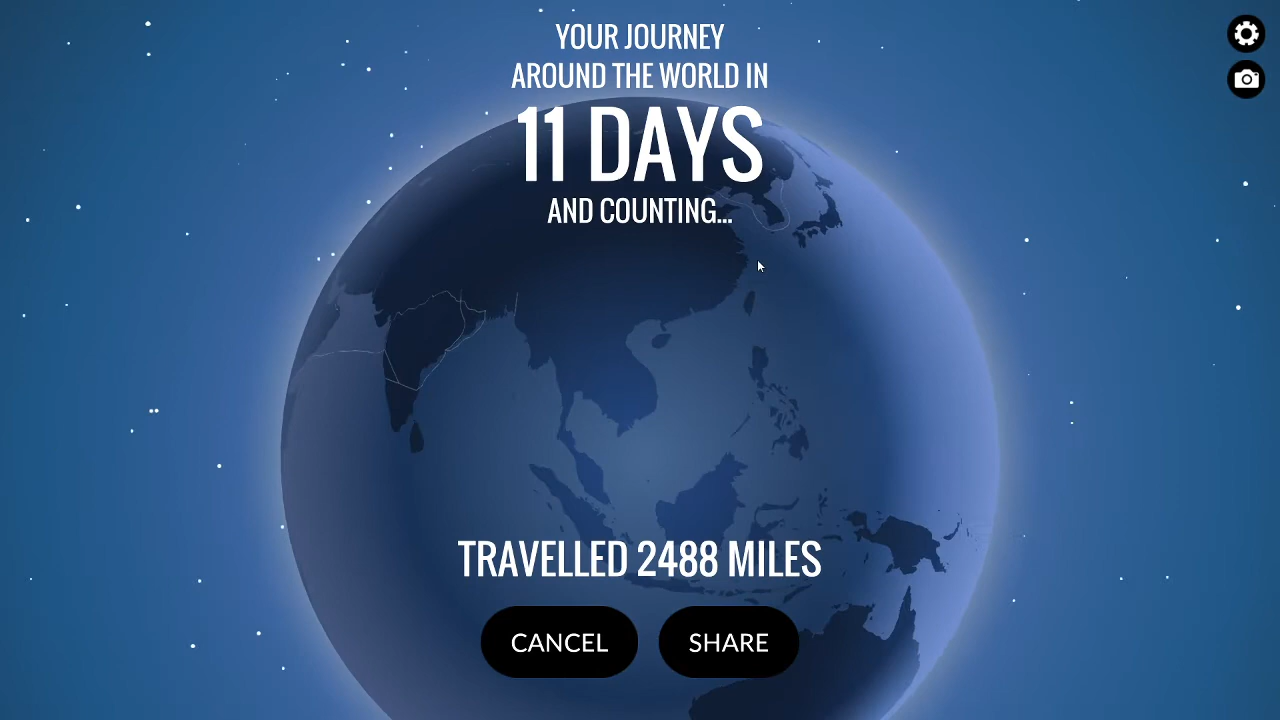 YOUR JOURNEY
AROUND THE WORLD IN
11 DAYS
AND COUNTING...
TRAVELLED 2488 MILES
CANCEL
SHARE